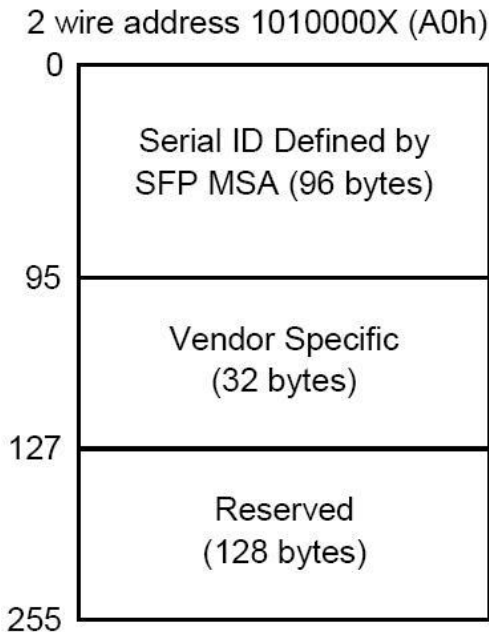 2 wire address 1010000X (A0h)
0
Serial ID Defined by
SFP MSA (96 bytes)
95
Vendor Specific
(32 bytes)
127
Reserved
(128 bytes)
255